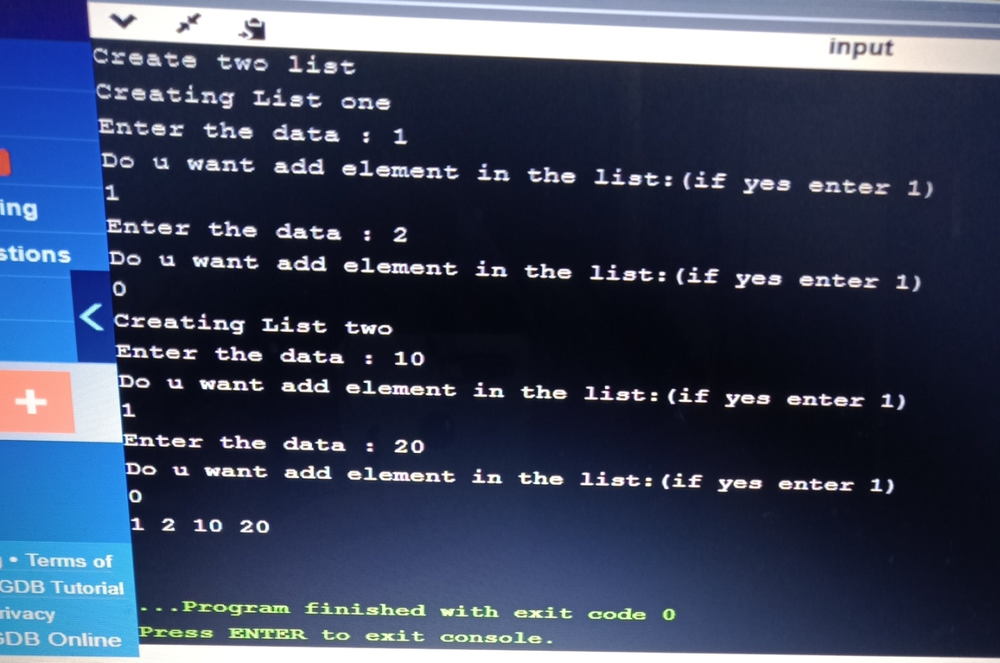 input
Create two list
Creating List one
Enter the data : 1
Do u want add element in the list:(if yes enter 1)
1
Enter the data : 2
Do u want add element in the list:(if yes enter 1)
0
Creating List two
Enter the data : 10
Do u want add element in the list:(if yes enter 1)
1
Enter the data : 20
Do u want add element in the list:(if yes enter 1)
0
1 2 10 20
...Program finished with exit code 0
Press ENTER to exit console.
ing
stions
• Terms of
GDB Tutorial
rivacy
GDB Online